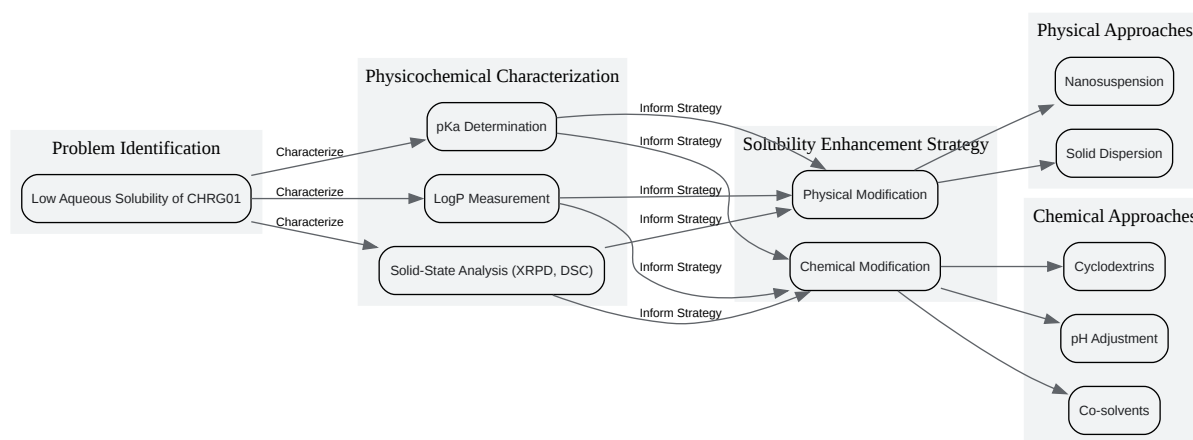 Problem Identification
Low Aqueous Solubility of CHRG01
Characterize
Characterize
Characterize
Physicochemical Characterization
pKa Determination
LogP Measurement
Solid-State Analysis (XRPD, DSC)
Inform Strategy
Inform Strategy
Inform Strategy
Inform Strategy
Inform Strategy
Inform Strategy
Solubility Enhancement Strategy
Physical Modification
Chemical Modification
Physical Approaches
Nanosuspension
Solid Dispersion
Chemical Approaches
Cyclodextrins
pH Adjustment
Co-solvents